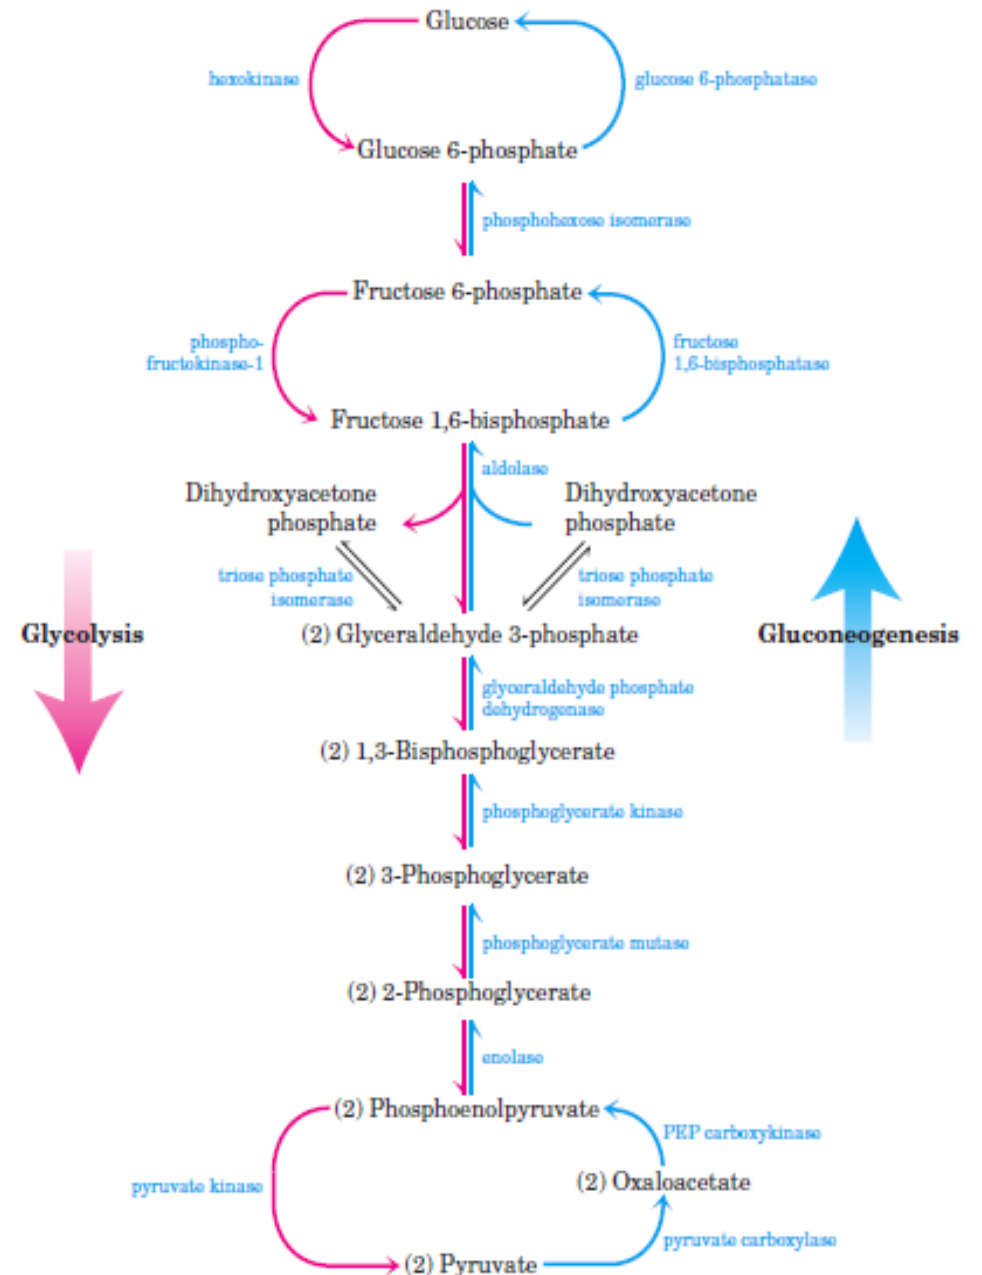 Glucose
hexokinase
glucose 6-phosphatase
Glucose 6-phosphate
phosphohexose isomerase
Fructose 6-phosphate
phospho-
fructokinase-1
fructose
1,6-bisphosphatase
Fructose 1,6-bisphosphate
aldolase
Dihydroxyacetone
phosphate
Dihydroxyacetone
phosphate
triose phosphate
isomerase
triose phosphate
isomerase
Glycolysis
(2) Glyceraldehyde 3-phosphate
Gluconeogenesis
glyceraldehyde phosphate
dehydrogenase
(2) 1,3-Bisphosphoglycerate
phosphoglycerate kinase
(2) 3-Phosphoglycerate
phosphoglycerate mutase
(2) 2-Phosphoglycerate
enolase
(2) Phosphoenolpyruvate
PEP carboxykinase
(2) Oxaloacetate
pyruvate kinase
pyruvate carboxylase
(2) Pyruvate